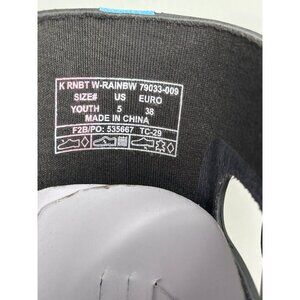 K RNBT W-RAINBW 79033-009
SIZE# US EURO
YOUTH 5 38
MADE IN CHINA
F2B/PO: 535667 TC-29